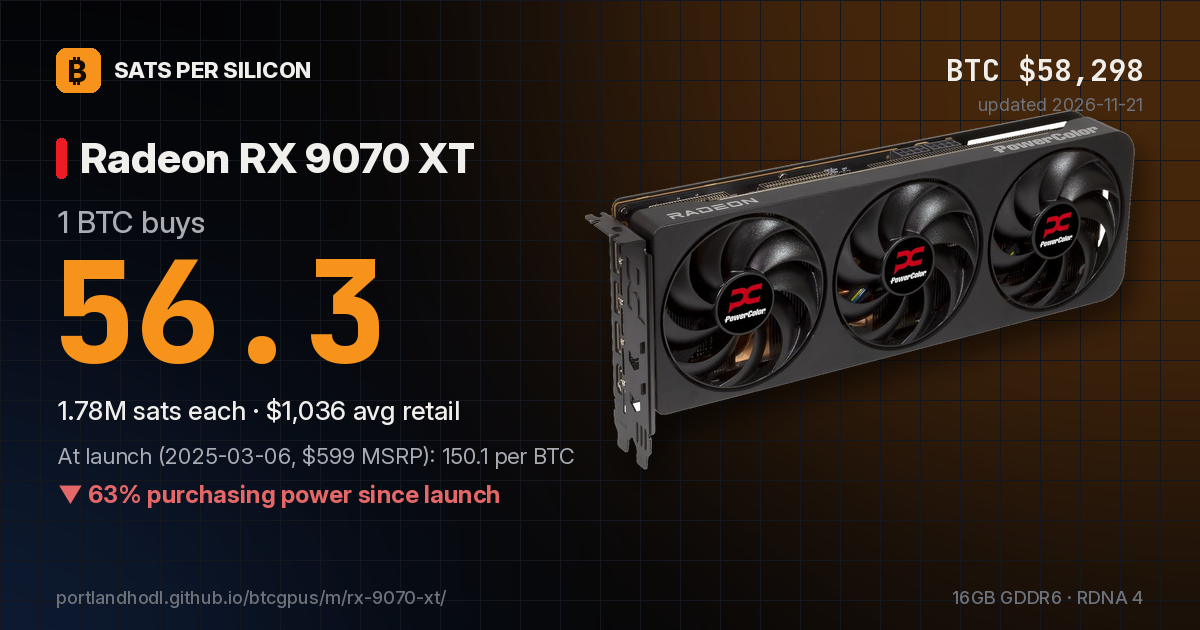 ₿ SATS PER SILICON
BTC $58,298
updated 2026-11-21
Radeon RX 9070 XT
1 BTC buys
56.3
1.78M sats each · $1,036 avg retail
At launch (2025-03-06, $599 MSRP): 150.1 per BTC
▼ 63% purchasing power since launch
RADEON
PowerColor
PowerColor
PowerColor
PowerColor
portlandhodl.github.io/btcgpus/m/rx-9070-xt/
16GB GDDR6 · RDNA 4